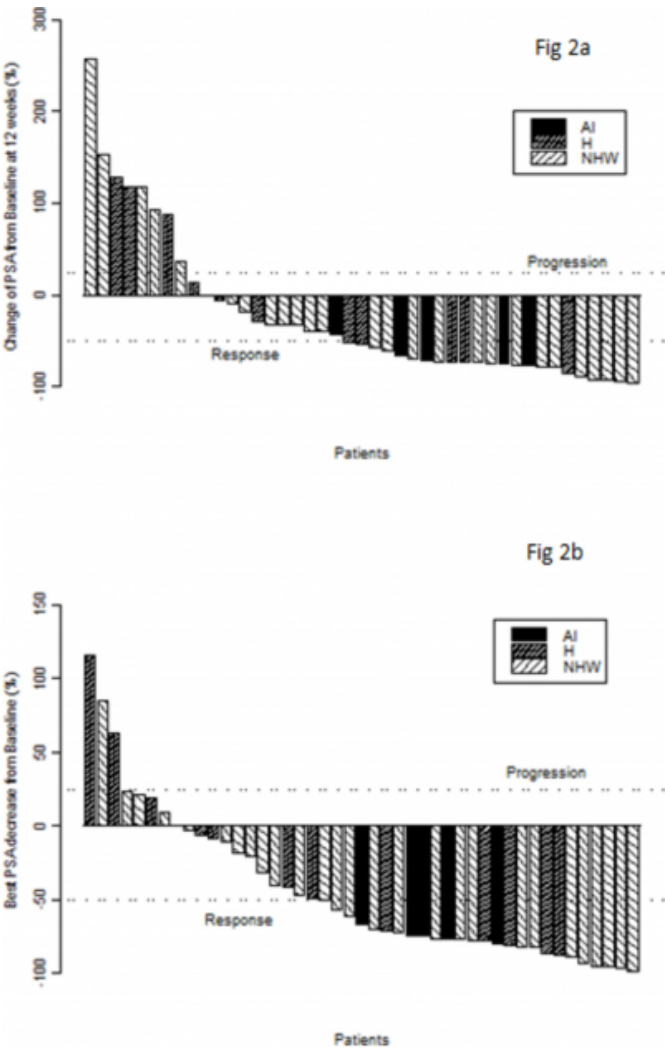 Fig 2a
Change of PSA from Baseline at 12 weeks (%)
300
200
100
0
-100
AI
H
NHW
Progression
Response
Patients
Fig 2b
Best PSA decrease from Baseline (%)
150
100
50
0
-50
-100
AI
H
NHW
Progression
Response
Patients